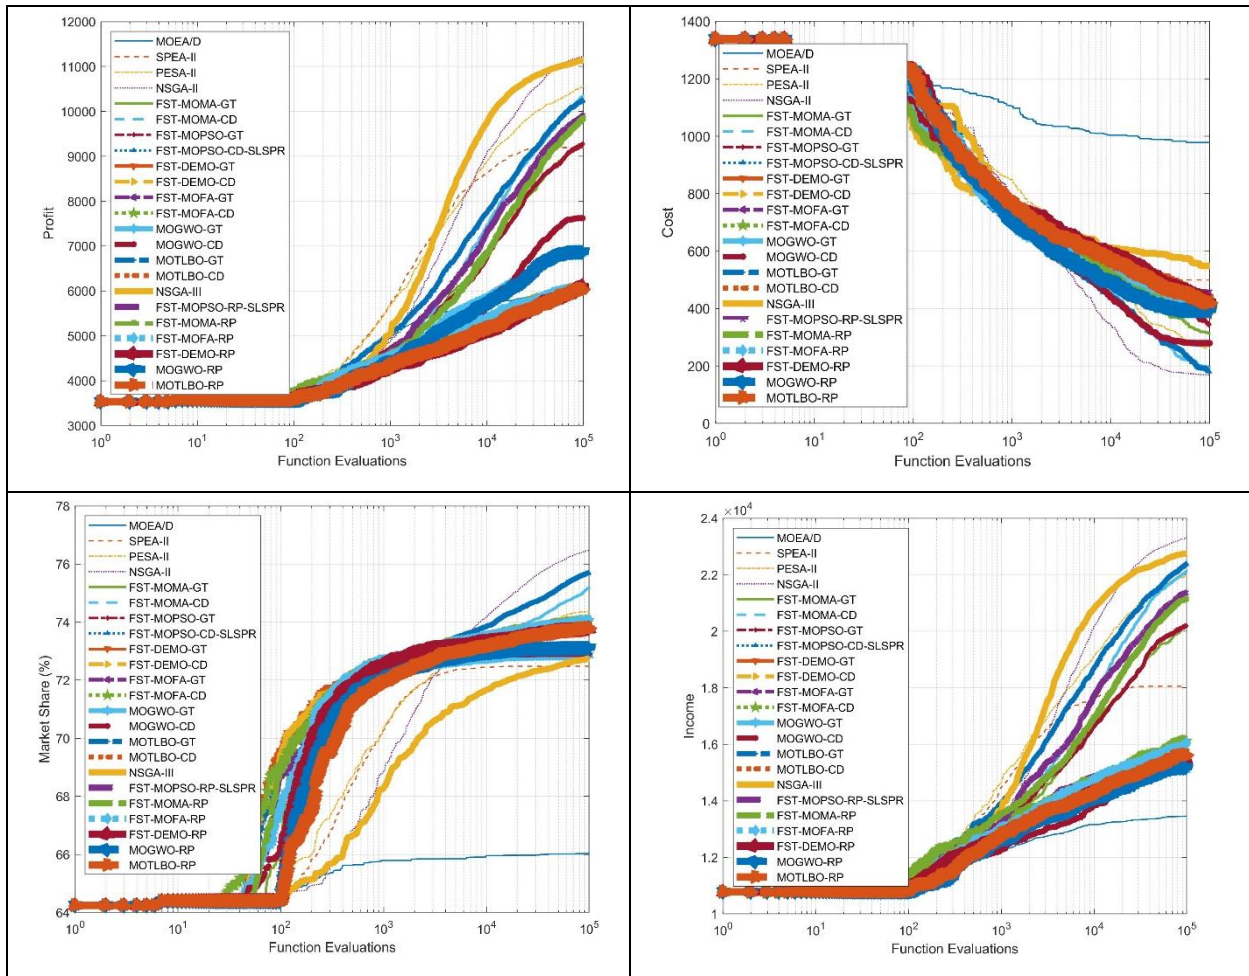 Profit
11000
10000
9000
8000
7000
6000
5000
4000
3000
MOEA/D
SPEA-II
PESA-II
NSGA-II
FST-MOMA-GT
FST-MOMA-CD
FST-MOPSO-GT
FST-MOPSO-CD-SLSPR
FST-DEMO-GT
FST-DEMO-CD
FST-MOFA-GT
FST-MOFA-CD
MOGWO-GT
MOGWO-CD
MOTLBO-GT
MOTLBO-CD
NSGA-III
FST-MOPSO-RP-SLSPR
FST-MOMA-RP
FST-MOFA-RP
FST-DEMO-RP
MOGWO-RP
MOTLBO-RP
10^0 10^1 10^2 10^3 10^4 10^5
Function Evaluations
Cost
1400
1200
1000
800
600
400
200
0
MOEA/D
SPEA-II
PESA-II
NSGA-II
FST-MOMA-GT
FST-MOMA-CD
FST-MOPSO-GT
FST-MOPSO-CD-SLSPR
FST-DEMO-GT
FST-DEMO-CD
FST-MOFA-GT
FST-MOFA-CD
MOGWO-GT
MOGWO-CD
MOTLBO-GT
MOTLBO-CD
NSGA-III
FST-MOPSO-RP-SLSPR
FST-MOMA-RP
FST-MOFA-RP
FST-DEMO-RP
MOGWO-RP
MOTLBO-RP
10^0 10^1 10^2 10^3 10^4 10^5
Function Evaluations
Market Share (%)
78
76
74
72
70
68
66
64
MOEA/D
SPEA-II
PESA-II
NSGA-II
FST-MOMA-GT
FST-MOMA-CD
FST-MOPSO-GT
FST-MOPSO-CD-SLSPR
FST-DEMO-GT
FST-DEMO-CD
FST-MOFA-GT
FST-MOFA-CD
MOGWO-GT
MOGWO-CD
MOTLBO-GT
MOTLBO-CD
NSGA-III
FST-MOPSO-RP-SLSPR
FST-MOMA-RP
FST-MOFA-RP
FST-DEMO-RP
MOGWO-RP
MOTLBO-RP
10^0 10^1 10^2 10^3 10^4 10^5
Function Evaluations
Income
×10^4
2.4
2.2
2
1.8
1.6
1.4
1.2
1
MOEA/D
SPEA-II
PESA-II
NSGA-II
FST-MOMA-GT
FST-MOMA-CD
FST-MOPSO-GT
FST-MOPSO-CD-SLSPR
FST-DEMO-GT
FST-DEMO-CD
FST-MOFA-GT
FST-MOFA-CD
MOGWO-GT
MOGWO-CD
MOTLBO-GT
MOTLBO-CD
NSGA-III
FST-MOPSO-RP-SLSPR
FST-MOMA-RP
FST-MOFA-RP
FST-DEMO-RP
MOGWO-RP
MOTLBO-RP
10^0 10^1 10^2 10^3 10^4 10^5
Function Evaluations